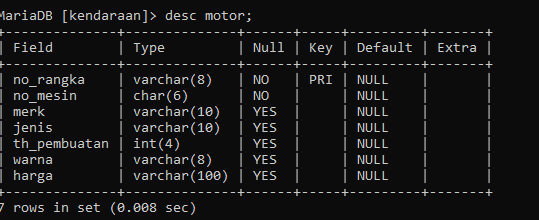 MariaDB [kendaraan]> desc motor;
+--------------+--------------+------+-----+---------+-------+
| Field | Type | Null | Key | Default | Extra |
+--------------+--------------+------+-----+---------+-------+
| no_rangka | varchar(8) | NO | PRI | NULL | |
| no_mesin | char(6) | NO | | NULL | |
| merk | varchar(10) | YES | | NULL | |
| jenis | varchar(10) | YES | | NULL | |
| th_pembuatan | int(4) | YES | | NULL | |
| warna | varchar(8) | YES | | NULL | |
| harga | varchar(100) | YES | | NULL | |
+--------------+--------------+------+-----+---------+-------+
7 rows in set (0.008 sec)